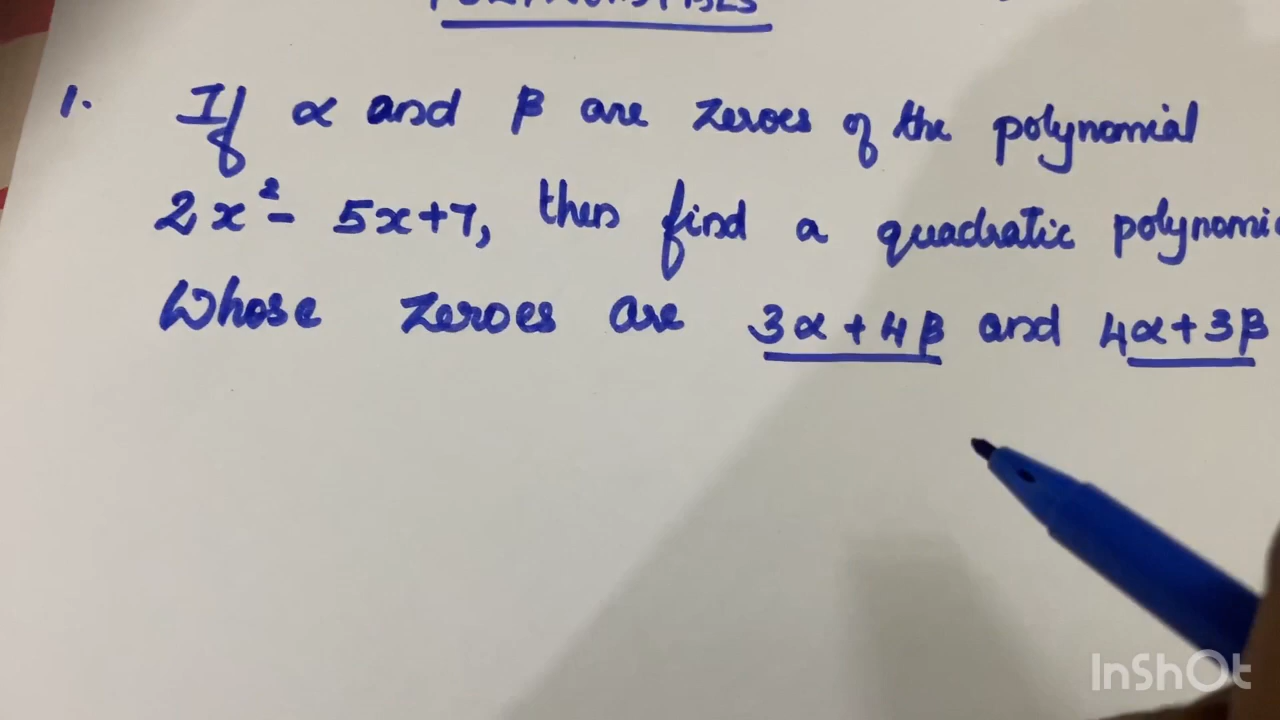 1. If α and β are zeroes of the polynomial
2x² - 5x+7, then find a quadratic
whose zeroes are 3α + 4β and 4α+3β
InShOt